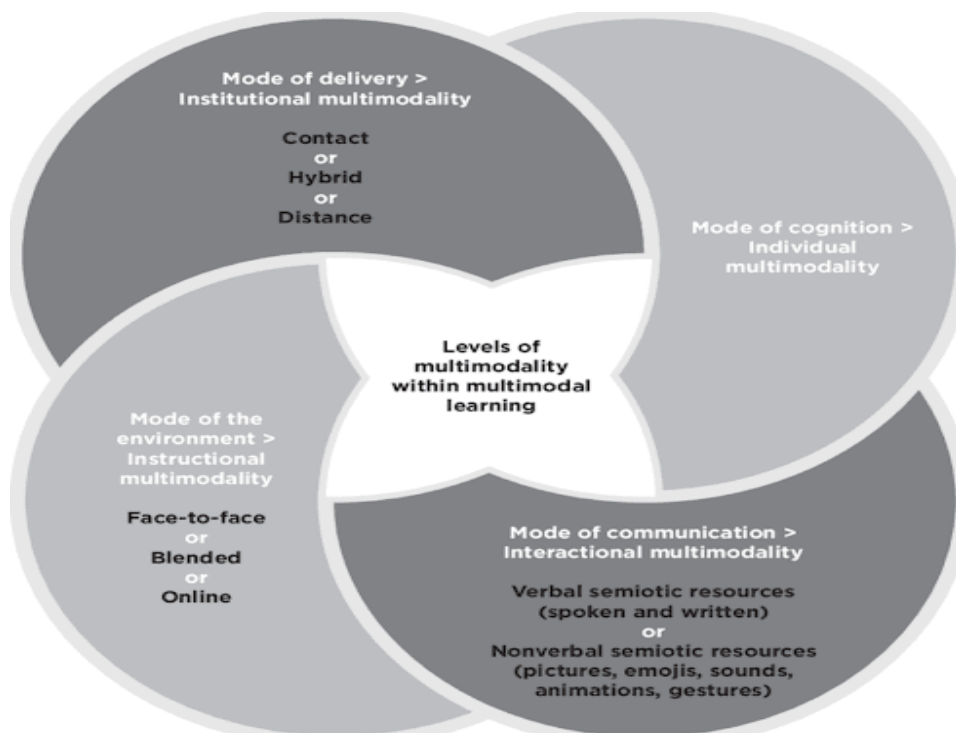 Mode of delivery >
Institutional multimodality
Contact
or
Hybrid
or
Distance
Mode of cognition >
Individual
multimodality
Levels of
multimodality
within multimodal
learning
Mode of the
environment >
Instructional
multimodality
Face-to-face
or
Blended
or
Online
Mode of communication >
Interactional multimodality
Verbal semiotic resources
(spoken and written)
or
Nonverbal semiotic resources
(pictures, emojis, sounds,
animations, gestures)